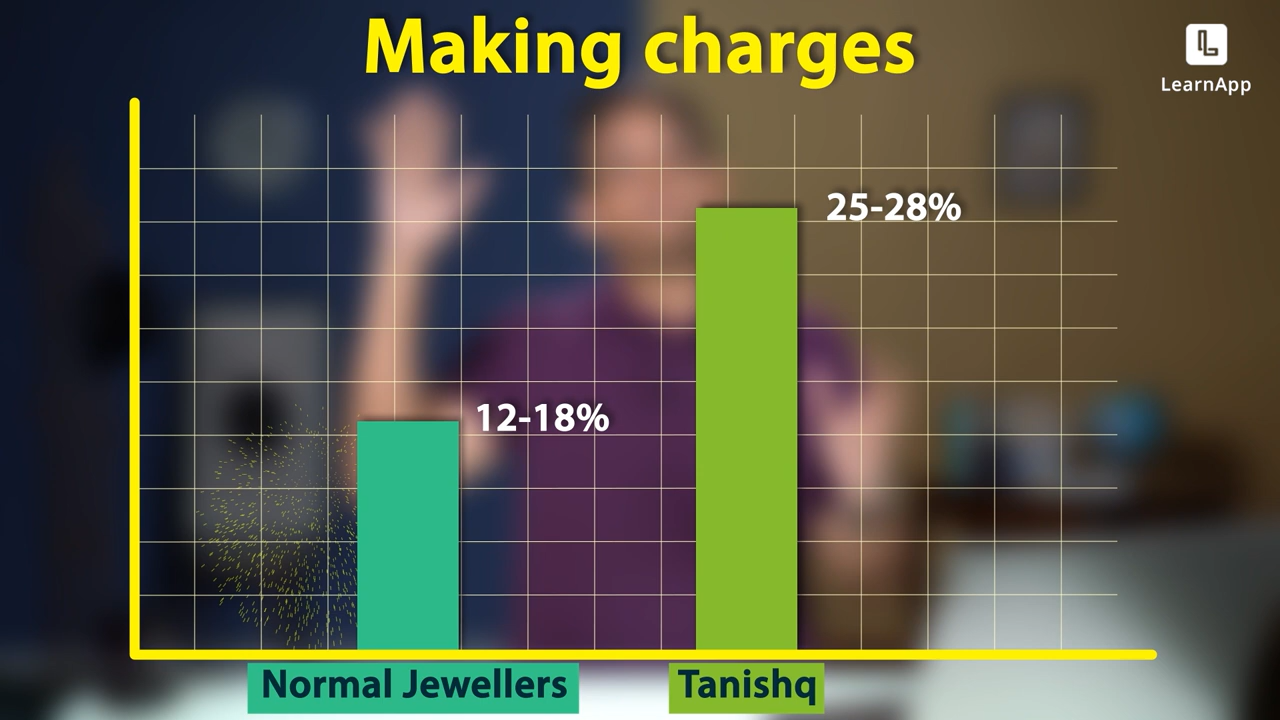 Making charges
LearnApp
25-28%
12-18%
Normal Jewellers
Tanishq